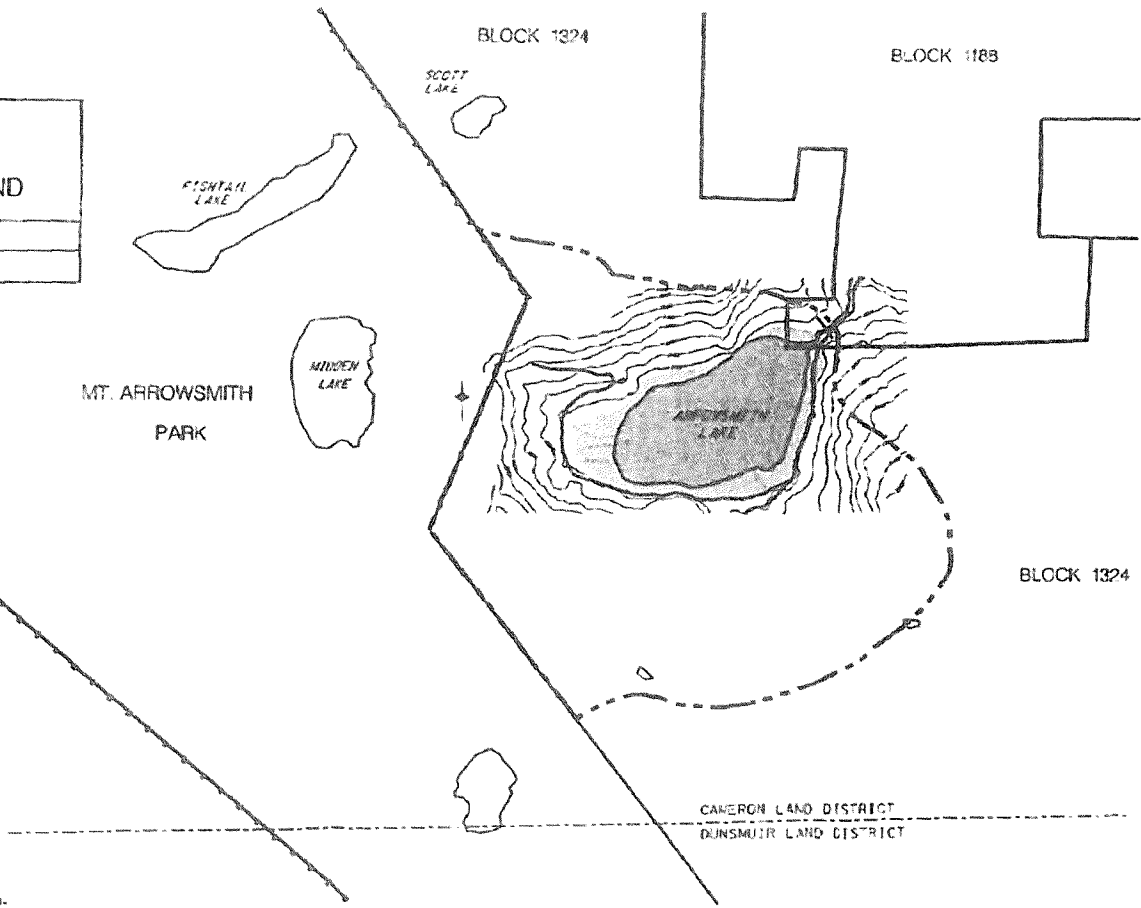 BLOCK 1324
BLOCK 1188
SCOTT
LAKE
ND
FISHTAIL
LAKE
MIDDEN
LAKE
MT. ARROWSMITH
PARK
ARROWSMITH
LAKE
BLOCK 1324
CAMERON LAND DISTRICT
DUNSMUIR LAND DISTRICT